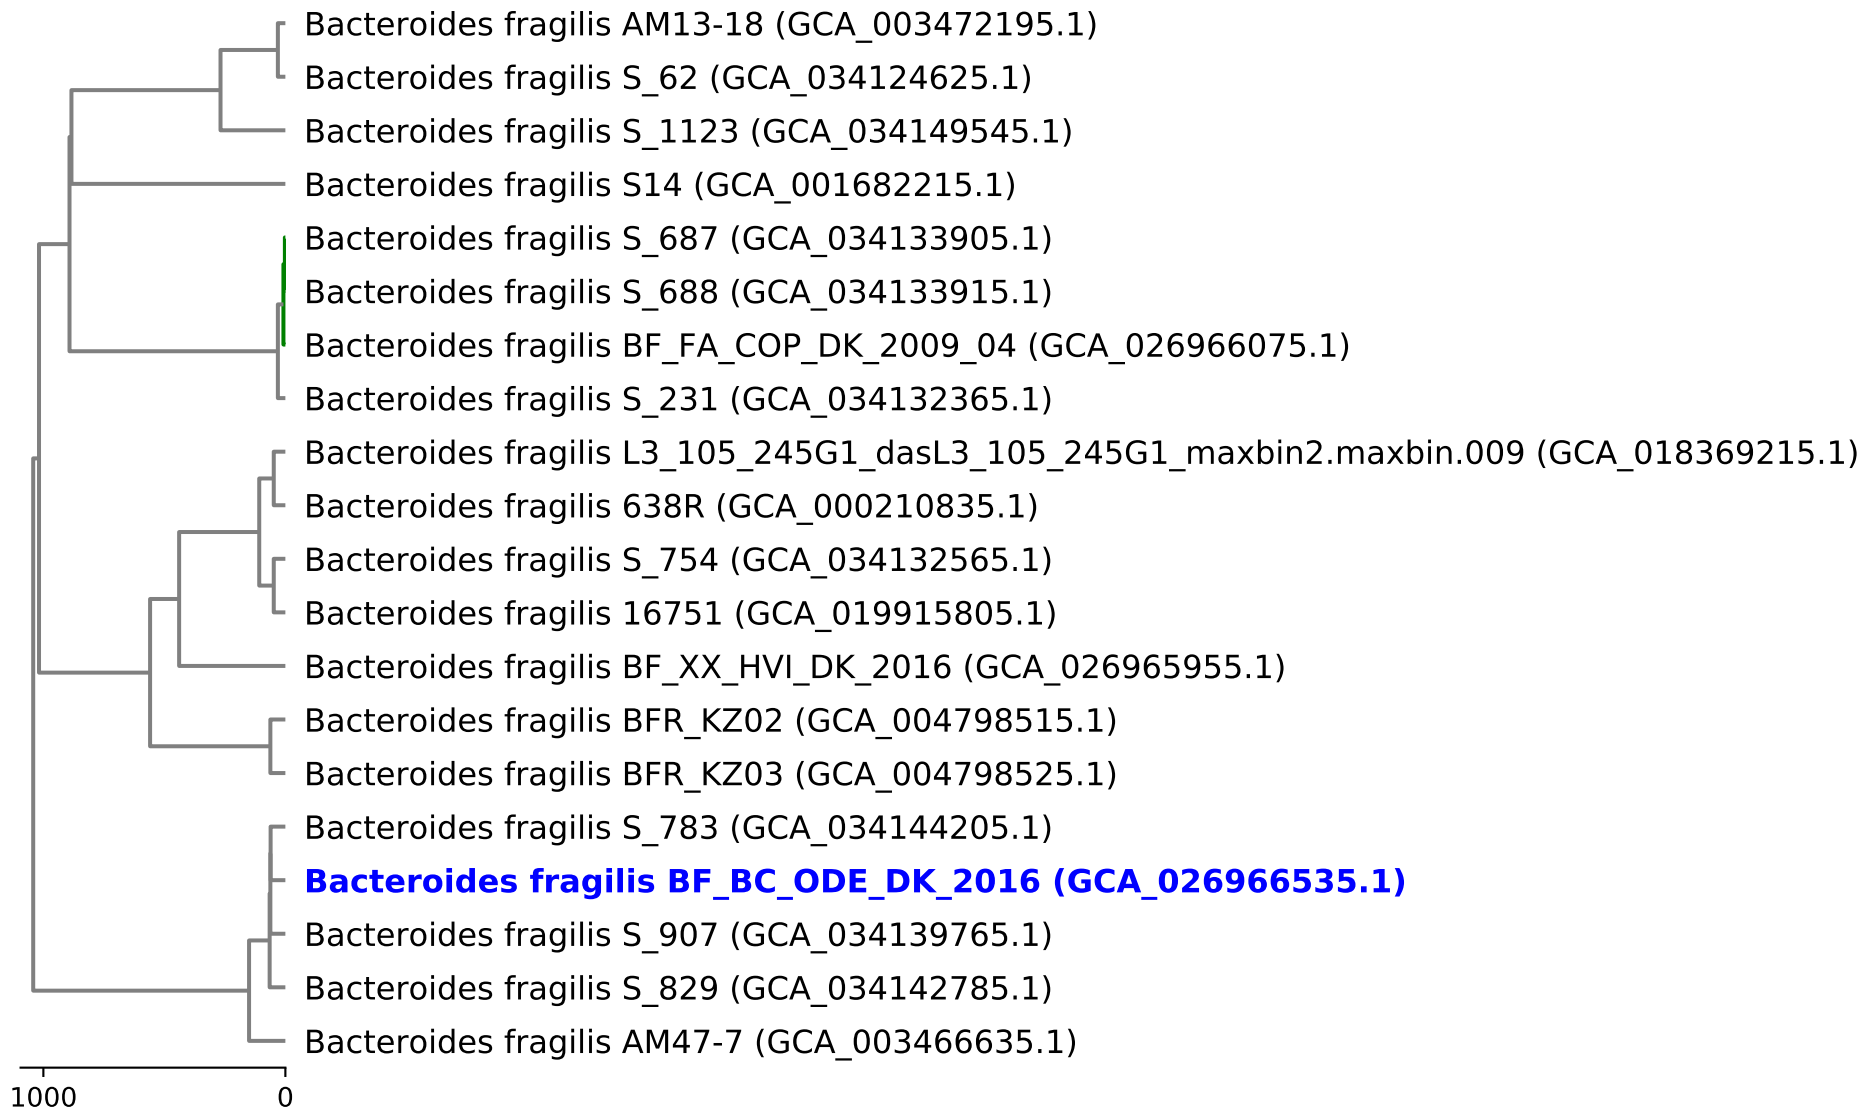 Bacteroides fragilis AM13-18 (GCA_003472195.1)
Bacteroides fragilis S_62 (GCA_034124625.1)
Bacteroides fragilis S_1123 (GCA_034149545.1)
Bacteroides fragilis S14 (GCA_001682215.1)
Bacteroides fragilis S_687 (GCA_034133905.1)
Bacteroides fragilis S_688 (GCA_034133915.1)
Bacteroides fragilis BF_FA_COP_DK_2009_04 (GCA_026966075.1)
Bacteroides fragilis S_231 (GCA_034132365.1)
Bacteroides fragilis L3_105_245G1_dasL3_105_245G1_maxbin2.maxbin.009 (GCA_018369215.1)
Bacteroides fragilis 638R (GCA_000210835.1)
Bacteroides fragilis S_754 (GCA_034132565.1)
Bacteroides fragilis 16751 (GCA_019915805.1)
Bacteroides fragilis BF_XX_HVI_DK_2016 (GCA_026965955.1)
Bacteroides fragilis BFR_KZ02 (GCA_004798515.1)
Bacteroides fragilis BFR_KZ03 (GCA_004798525.1)
Bacteroides fragilis S_783 (GCA_034144205.1)
Bacteroides fragilis BF_BC_ODE_DK_2016 (GCA_026966535.1)
Bacteroides fragilis S_907 (GCA_034139765.1)
Bacteroides fragilis S_829 (GCA_034142785.1)
Bacteroides fragilis AM47-7 (GCA_003466635.1)
1000 0